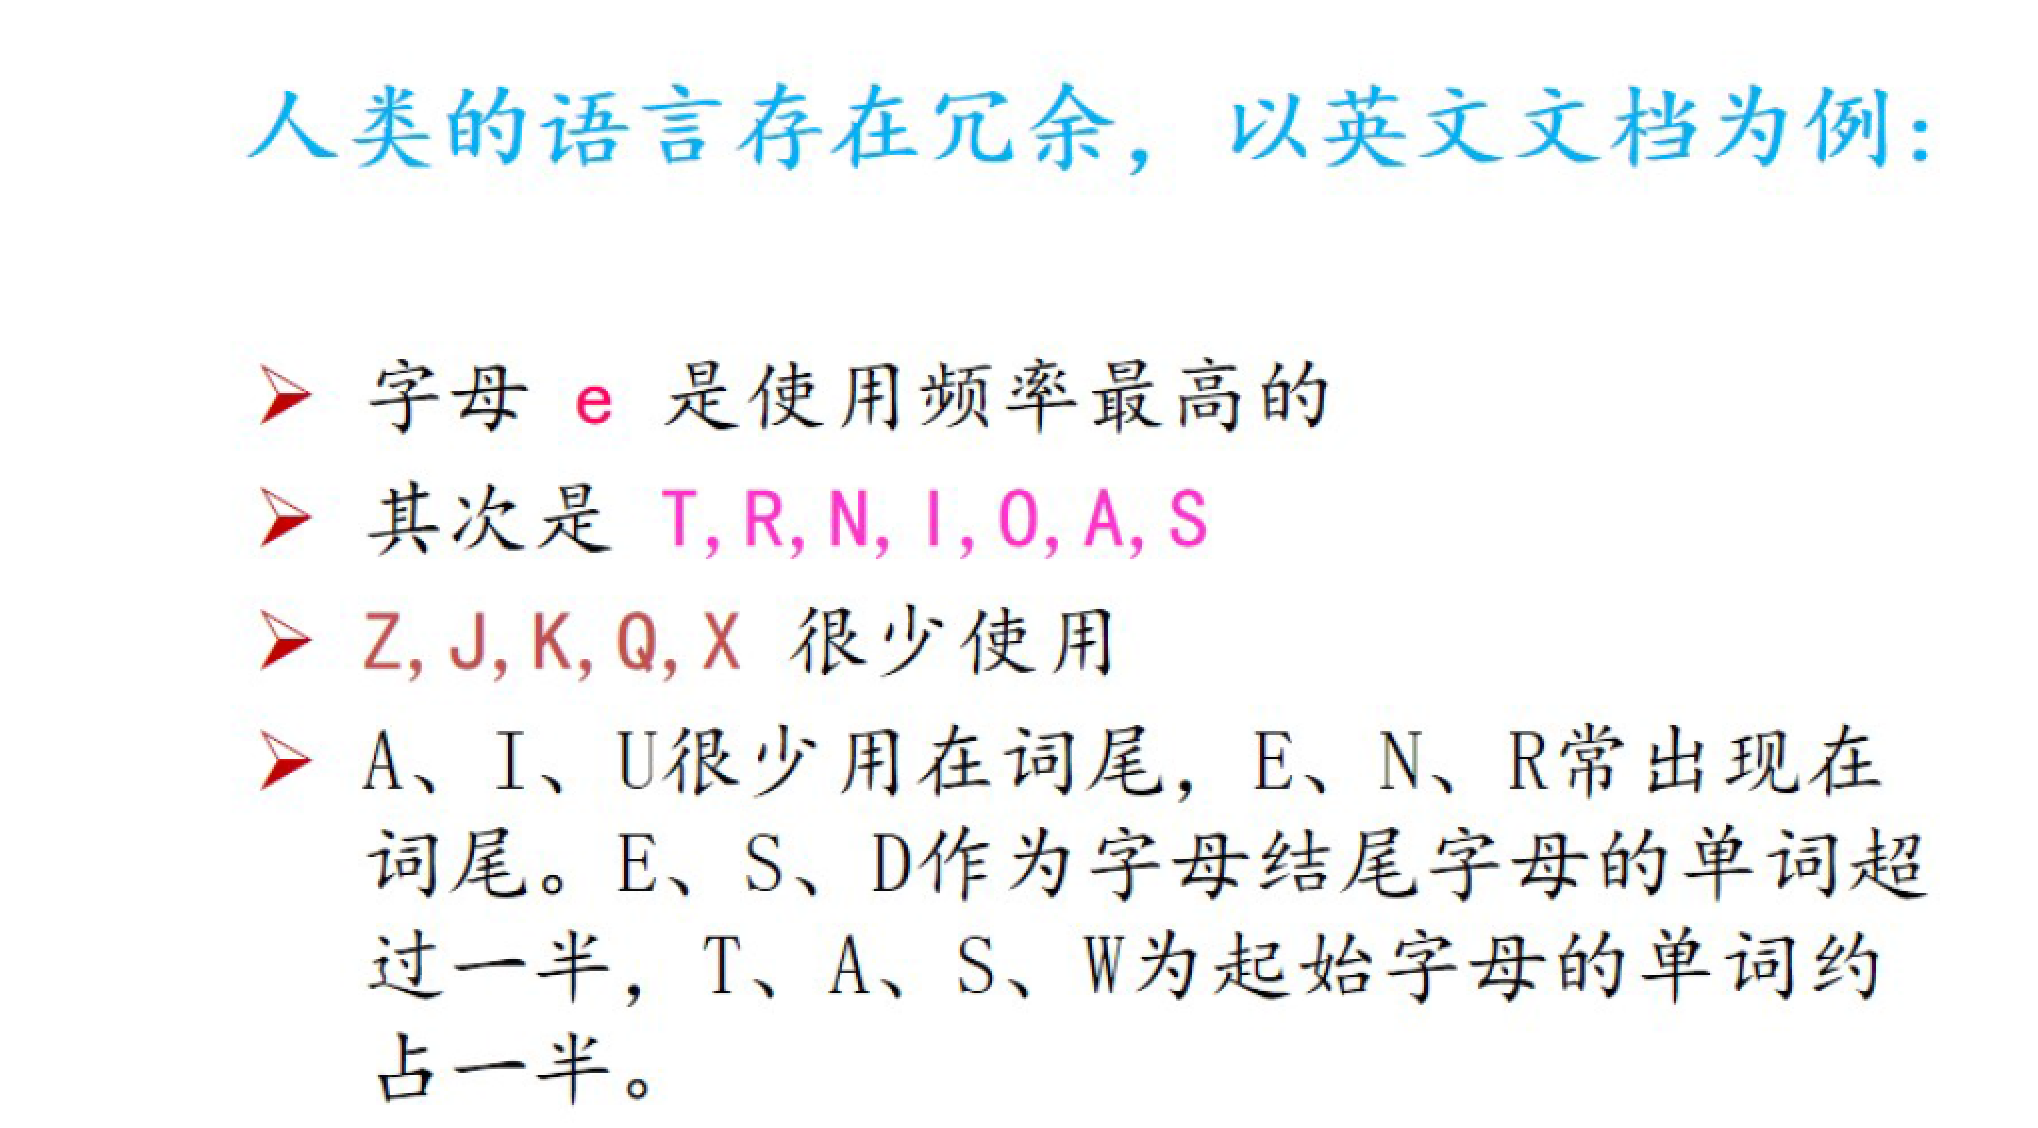 人类的语言存在冗余，以英文文档为例：
➢ 字母 e 是使用频率最高的
➢ 其次是 T,R,N,I,O,A,S
➢ Z,J,K,Q,X 很少使用
➢ A、I、U很少用在词尾，E、N、R常出现在
词尾。E、S、D作为字母结尾字母的单词超
过一半，T、A、S、W为起始字母的单词约
占一半。